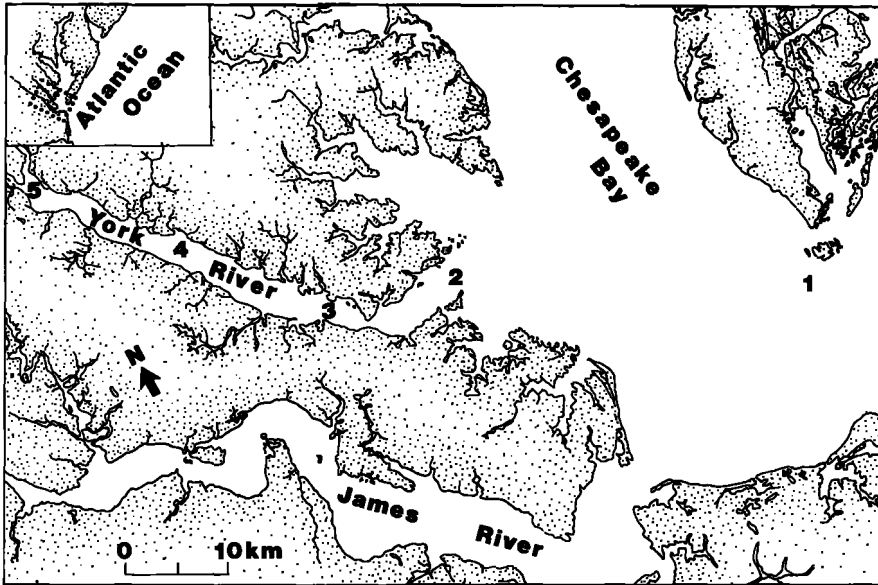 Atlantic
Ocean
Chesapeake
Bay
5
York 4 River
2
1
3
N
James River
0 10km